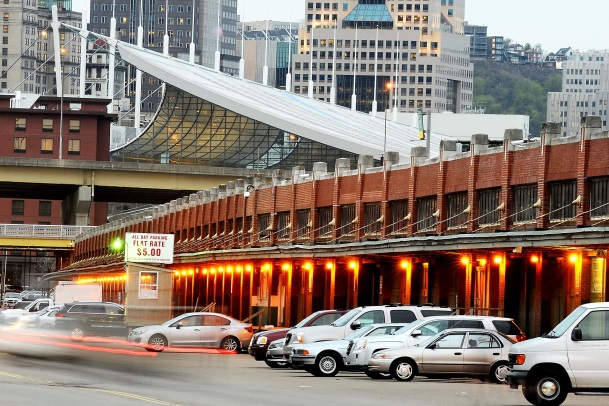 ALL DAY PARKING
FLAT RATE
$5.00